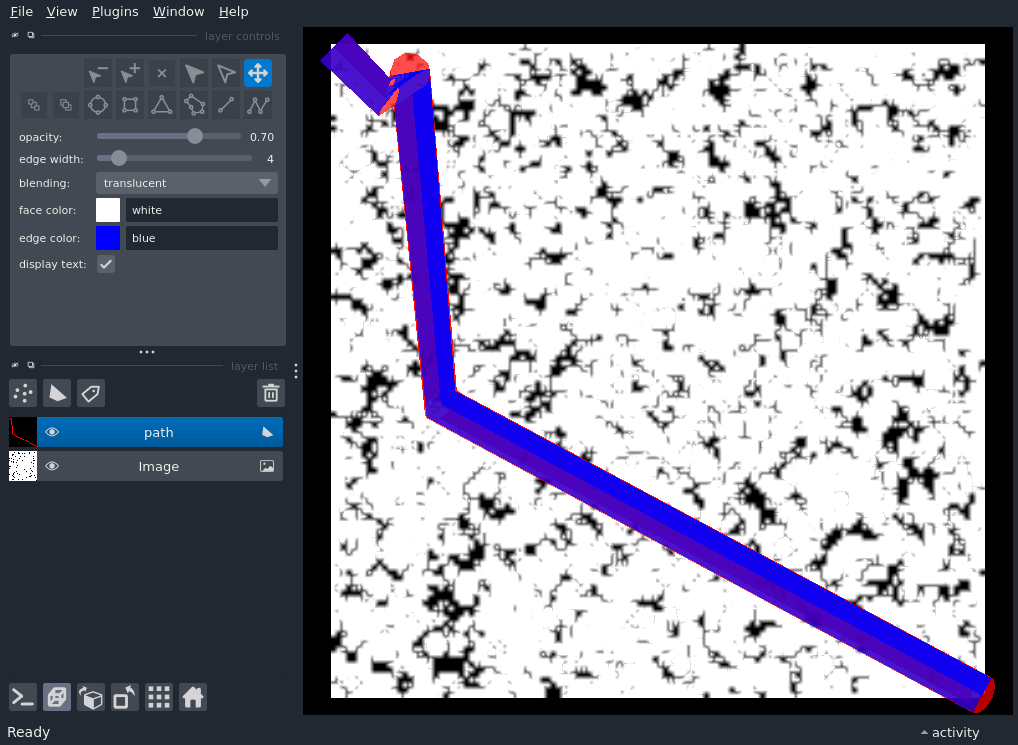 File View Plugins Window Help
layer controls
opacity: 0.70
edge width: 4
blending: translucent
face color: white
edge color: blue
display text:
layer list
path
Image
Ready
activity